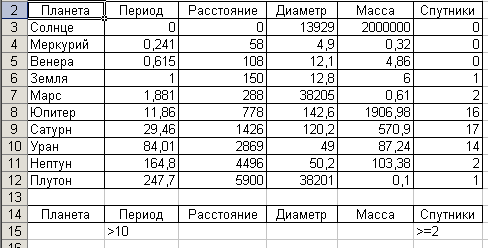 2 Планета Период Расстояние Диаметр Масса Спутники
3 Солнце 0 0 13929 2000000 0
4 Меркурий 0,241 58 4,9 0,32 0
5 Венера 0,615 108 12,1 4,86 0
6 Земля 1 150 12,8 6 1
7 Марс 1,881 288 38205 0,61 2
8 Юпитер 11,86 778 142,6 1906,98 16
9 Сатурн 29,46 1426 120,2 570,9 17
10 Уран 84,01 2869 49 87,24 14
11 Нептун 164,8 4496 50,2 103,38 2
12 Плутон 247,7 5900 38201 0,1 1
13
14 Планета Период Расстояние Диаметр Масса Спутники
15 >10 >=2